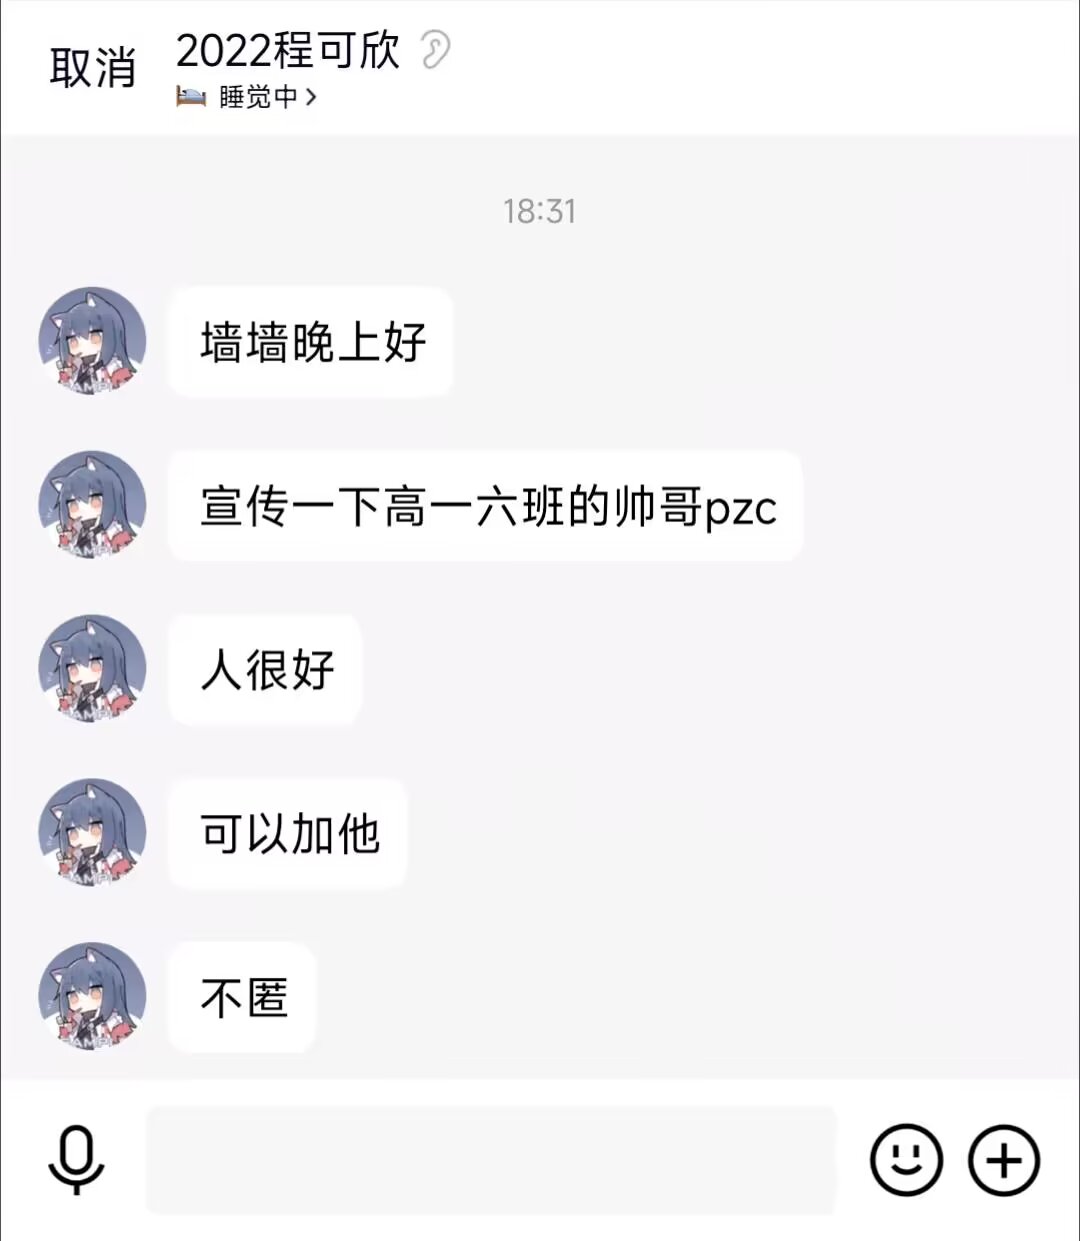 取消
2022程可欣
睡觉中
18:31
墙墙晚上好
宣传一下高一六班的帅哥pzc
人很好
可以加他
不匿